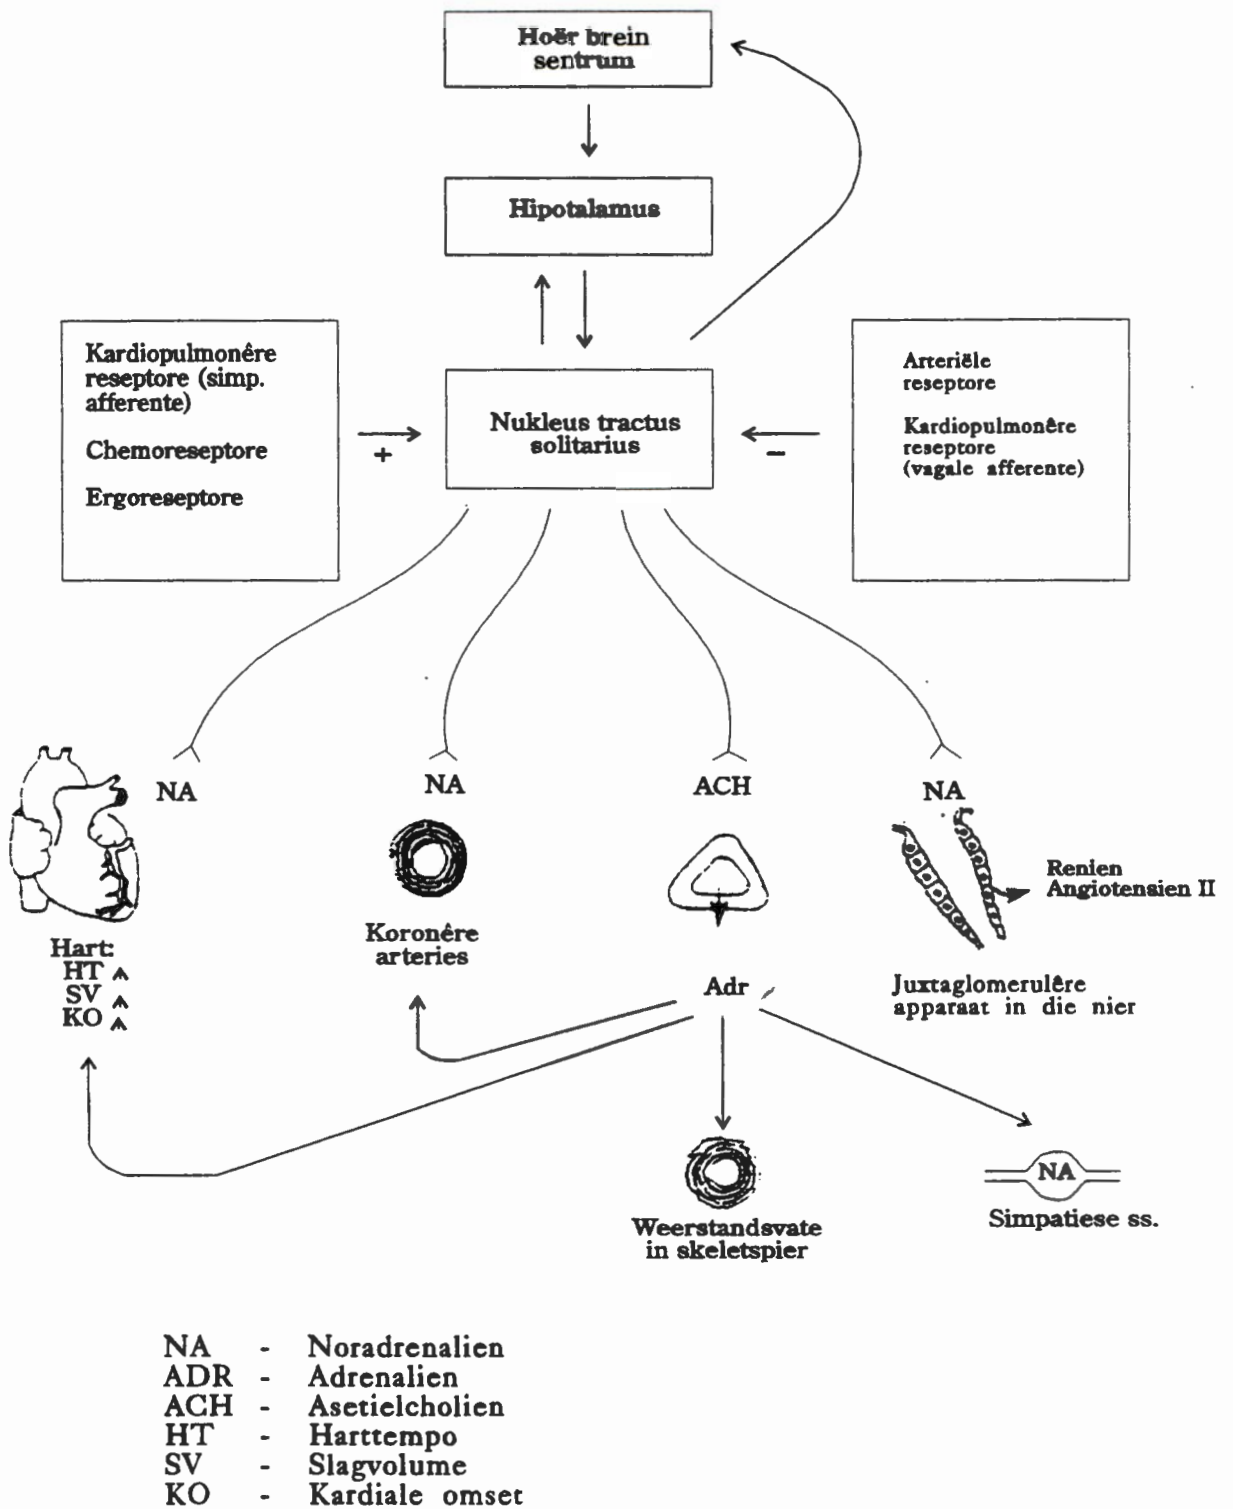 Hoër brein
sentrum
Hipotalamus
Kardiopulmonêre
reseptore (simp.
afferente)
Chemoreseptore
Ergoreseptore
+
Nukleus tractus
solitarius
−
Arteriële
reseptore
Kardiopulmonêre
reseptore
(vagale afferente)
NA
NA
ACH
NA
Renien
Angiotensien II
Hart:
HT
SV
KO
Koronêre
arteries
Adr
Juxtaglomerulêre
apparaat in die nier
Weerstandsvate
in skeletspier
NA
Simpatiese ss.
NA - Noradrenalien
ADR - Adrenalien
ACH - Asetielcholien
HT - Harttempo
SV - Slagvolume
KO - Kardiale omset